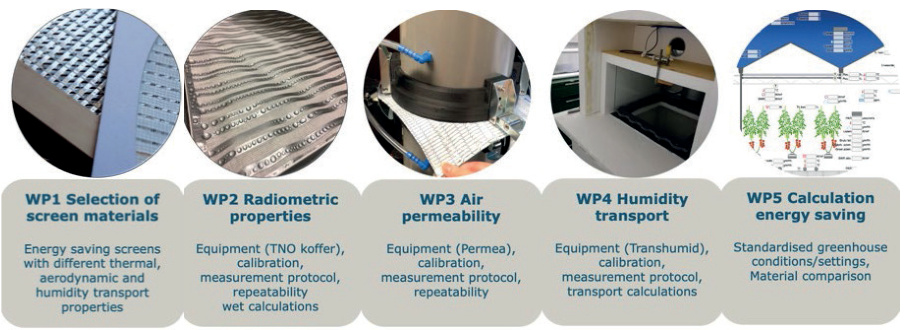 WP1 Selection of
screen materials
Energy saving screens
with different thermal,
aerodynamic and
humidity transport
properties
WP2 Radiometric
properties
Equipment (TNO koffer),
calibration,
measurement protocol,
repeatability
wet calculations
WP3 Air
permeability
Equipment (Permea),
calibration,
measurement protocol,
repeatability
WP4 Humidity
transport
Equipment (Transhumid),
calibration,
measurement protocol,
transport calculations
WP5 Calculation
energy saving
Standardised greenhouse
conditions/settings,
Material comparison